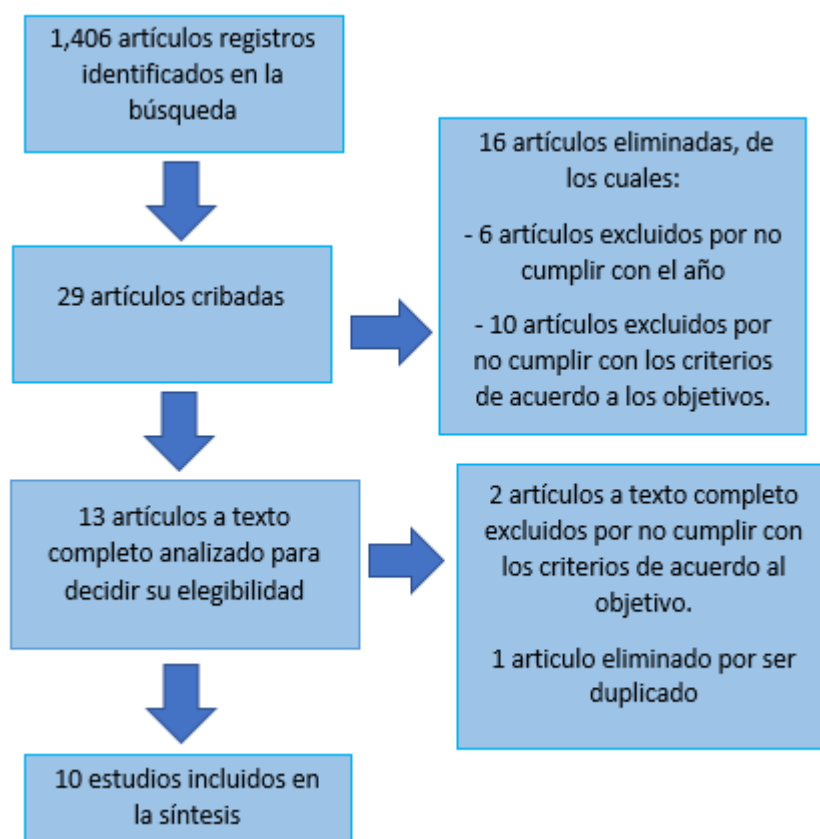 1,406 artículos registros
identificados en la
búsqueda
16 artículos eliminadas, de
los cuales:
- 6 artículos excluidos por no
cumplir con el año
- 10 artículos excluidos por
no cumplir con los criterios
de acuerdo a los objetivos.
29 artículos cribadas
13 artículos a texto
completo analizado para
decidir su elegibilidad
2 artículos a texto completo
excluidos por no cumplir con
los criterios de acuerdo al
objetivo.
1 articulo eliminado por ser
duplicado
10 estudios incluidos en
la síntesis